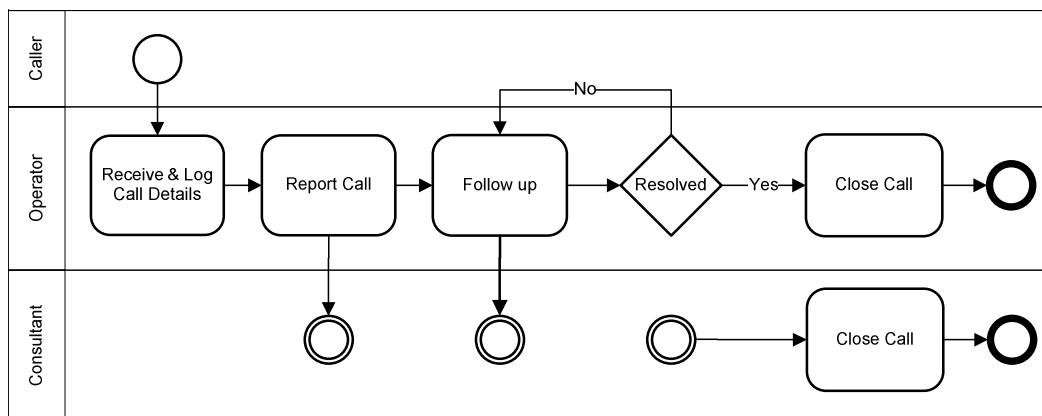 Caller
No
Operator
Receive & Log
Call Details
Report Call
Follow up
Resolved
Yes
Close Call
Consultant
Close Call